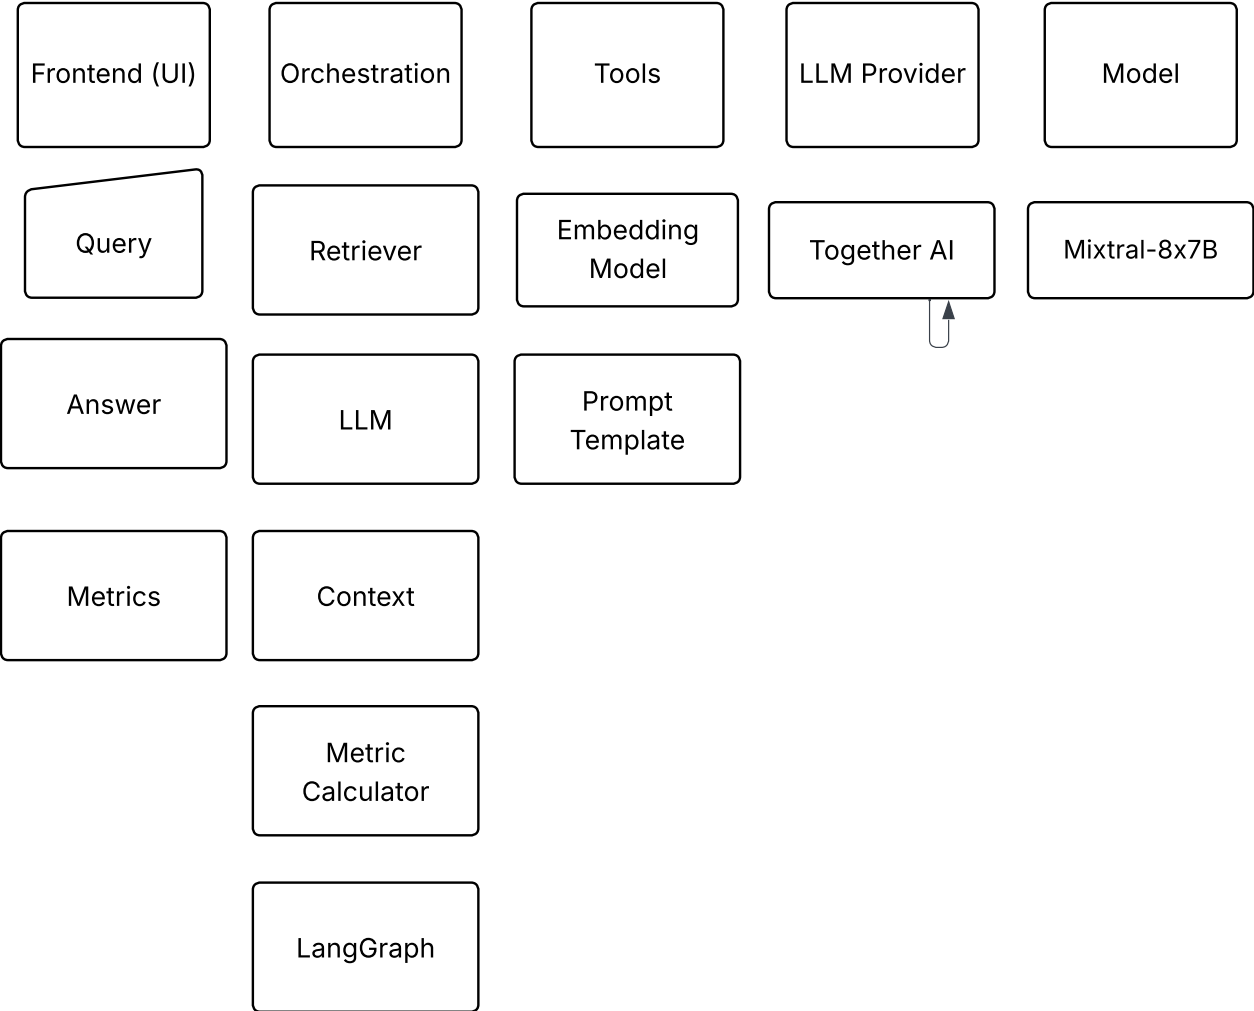 Frontend (UI)
Orchestration
Tools
LLM Provider
Model
Query
Retriever
Embedding
Model
Together AI
Mixtral-8x7B
Answer
LLM
Prompt
Template
Metrics
Context
Metric
Calculator
LangGraph